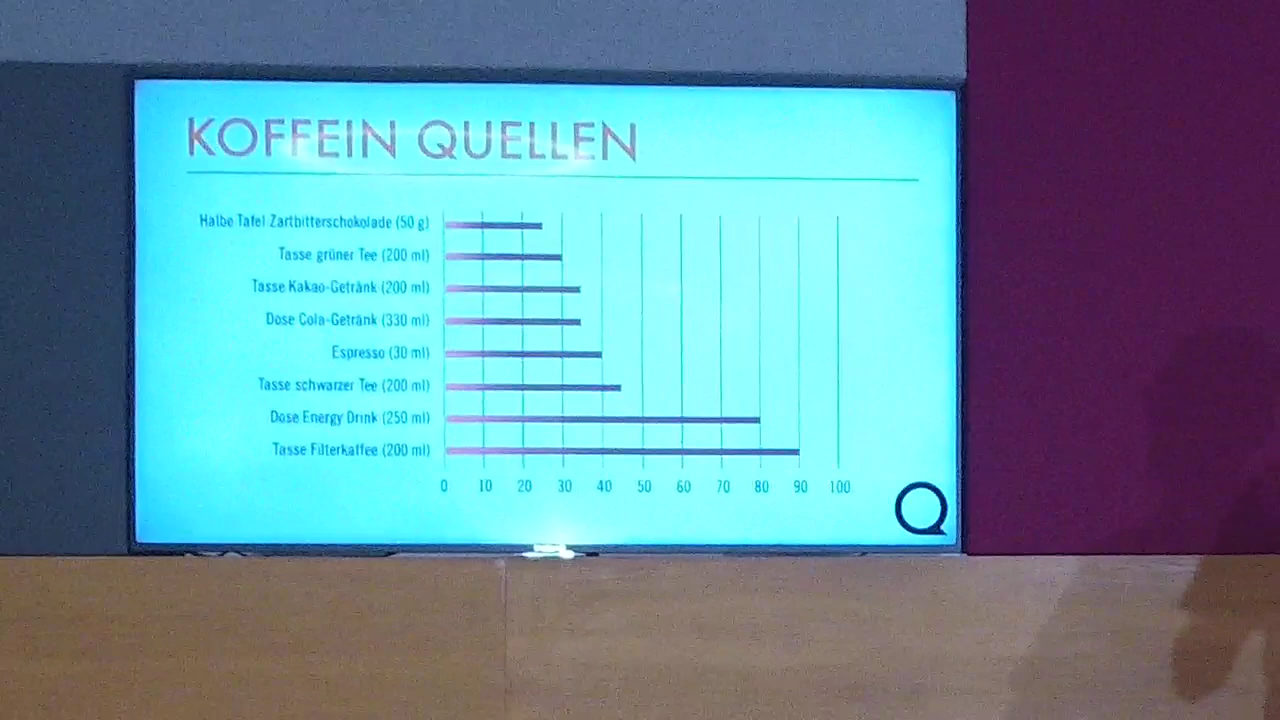 KOFFEIN QUELLEN
Halbe Tafel Zartbitterschokolade (50 g)
Tasse grüner Tee (200 ml)
Tasse Kakao-Getränk (200 ml)
Dose Cola-Getränk (330 ml)
Espresso (30 ml)
Tasse schwarzer Tee (200 ml)
Dose Energy Drink (250 ml)
Tasse Filterkaffee (200 ml)
0 10 20 30 40 50 60 70 80 90 100
Q